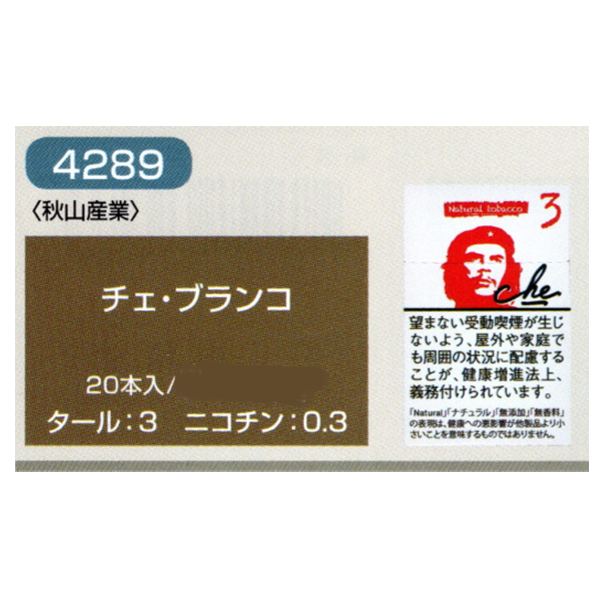 4289
〈秋山産業〉
チェ・ブランコ
20本入/
タール:3 ニコチン:0.3
Natural tobacco
3
che
望まない受動喫煙が生じ
ないよう、屋外や家庭で
も周囲の状況に配慮する
ことが、健康増進法上、
義務付けられています。
「Natural」「ナチュラル」「無添加」「無香料」
の表現は、健康への悪影響が他製品より小
さいことを意味するものではありません。